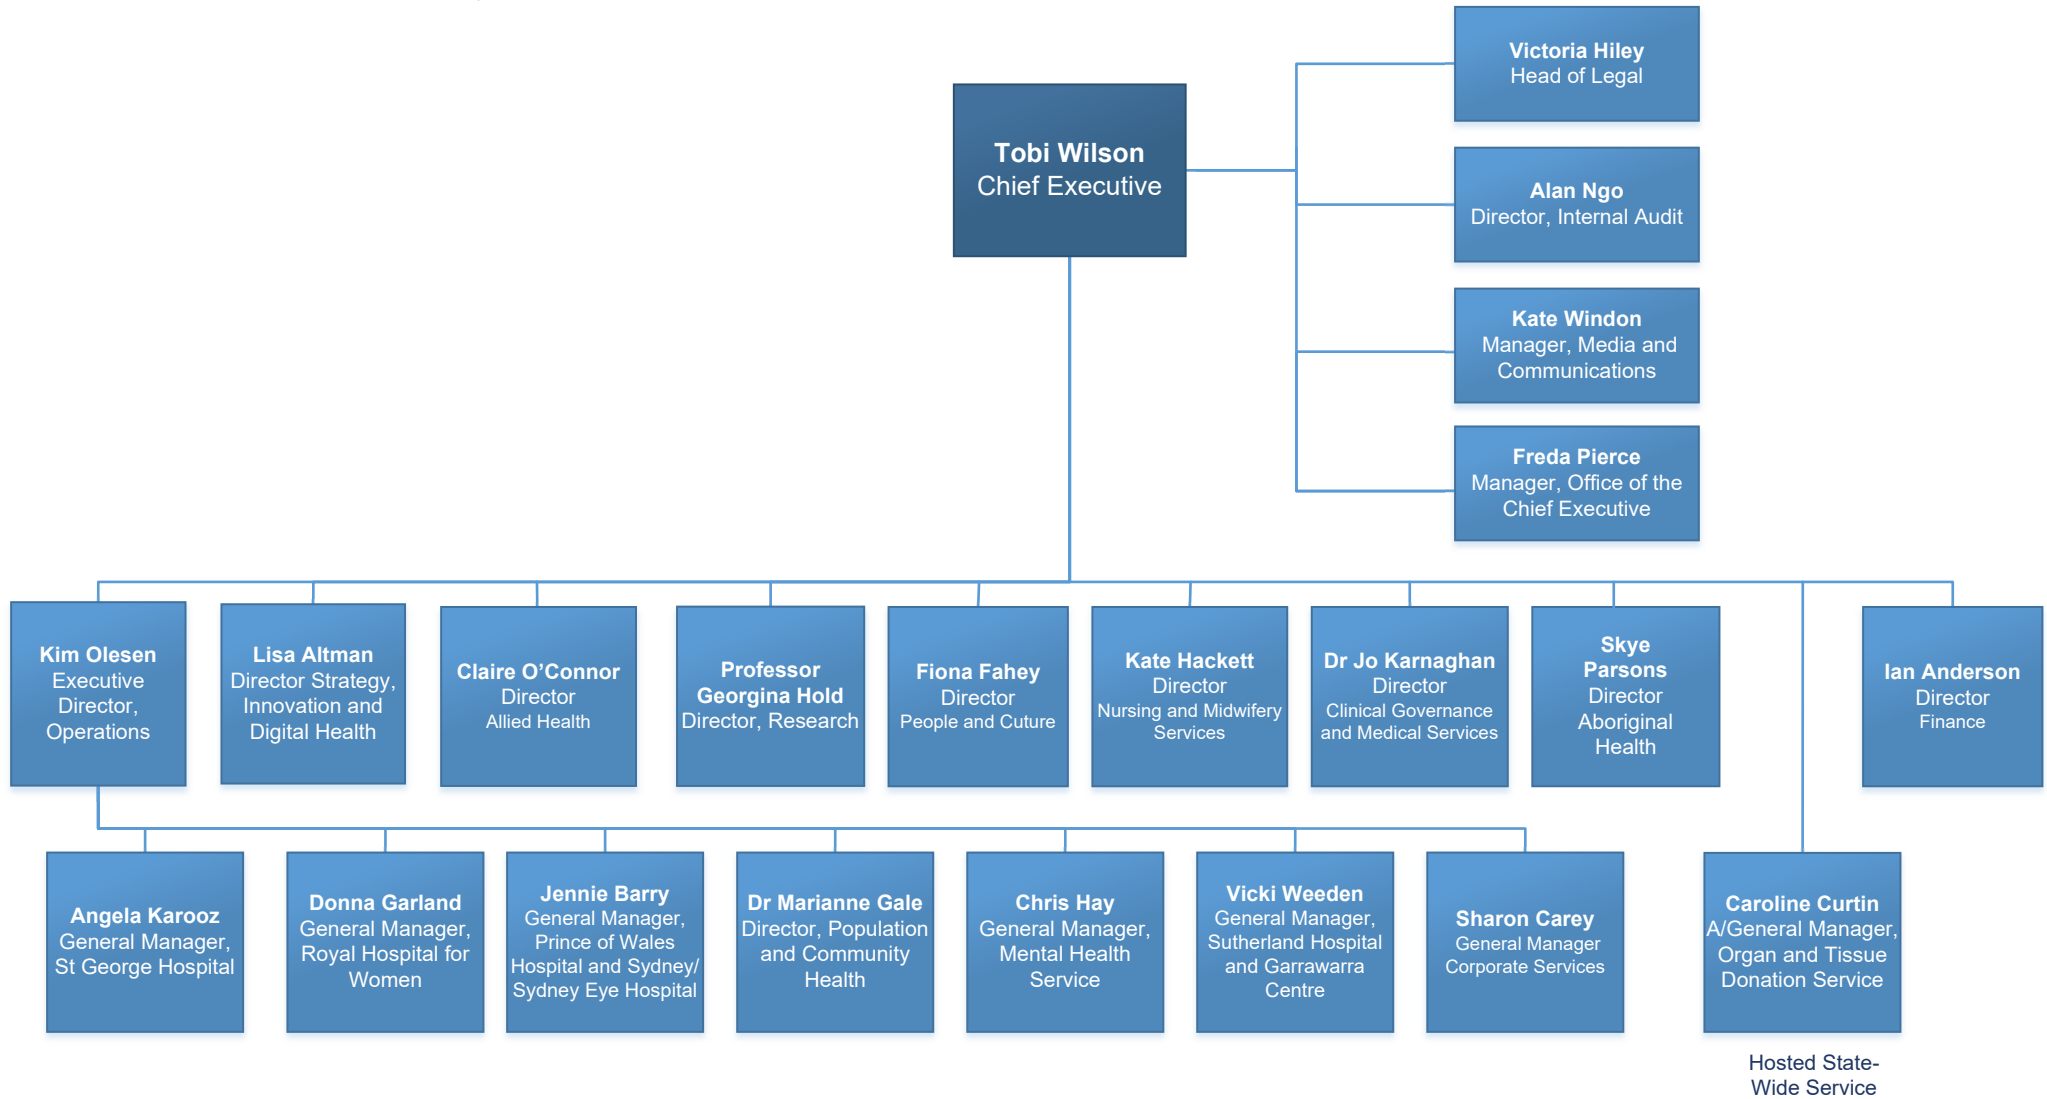 Victoria Hiley
Head of Legal
Tobi Wilson
Chief Executive
Alan Ngo
Director, Internal Audit
Kate Windon
Manager, Media and
Communications
Freda Pierce
Manager, Office of the
Chief Executive
Kim Olesen
Executive
Director,
Operations
Lisa Altman
Director Strategy,
Innovation and
Digital Health
Claire O’Connor
Director
Allied Health
Professor
Georgina Hold
Director, Research
Fiona Fahey
Director
People and Cuture
Kate Hackett
Director
Nursing and Midwifery
Services
Dr Jo Karnaghan
Director
Clinical Governance
and Medical Services
Skye
Parsons
Director
Aboriginal
Health
Ian Anderson
Director
Finance
Angela Karooz
General Manager,
St George Hospital
Donna Garland
General Manager,
Royal Hospital for
Women
Jennie Barry
General Manager,
Prince of Wales
Hospital and Sydney/
Sydney Eye Hospital
Dr Marianne Gale
Director, Population
and Community
Health
Chris Hay
General Manager,
Mental Health
Service
Vicki Weeden
General Manager,
Sutherland Hospital
and Garrawarra
Centre
Sharon Carey
General Manager
Corporate Services
Caroline Curtin
A/General Manager,
Organ and Tissue
Donation Service
Hosted State-
Wide Service